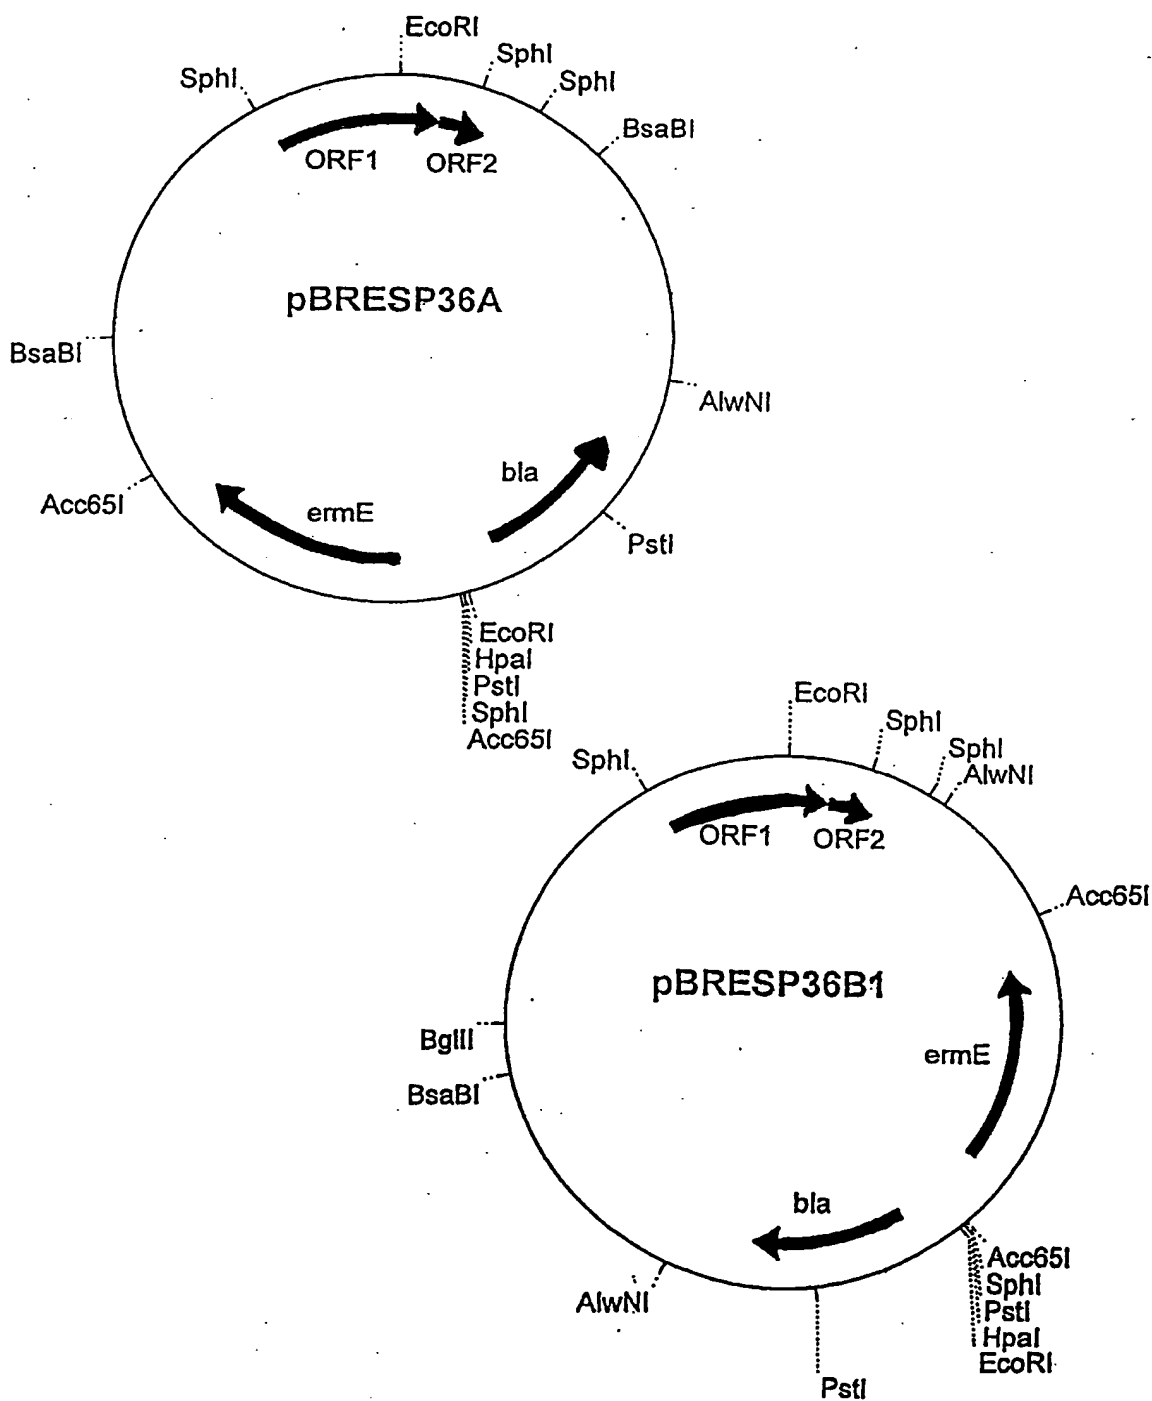 EcoRI
SphI
SphI
SphI
BsaBI
ORF1
ORF2
pBRESP36A
BsaBI
AlwNI
bla
Acc65I
ermE
PstI
EcoRI
HpaI
PstI
SphI
Acc65I
EcoRI
SphI
SphI
SphI
AlwNI
ORF1
ORF2
Acc65I
pBRESP36B1
BglII
ermE
BsaBI
bla
Acc65I
SphI
AlwNI
PstI
HpaI
EcoRI
PstI